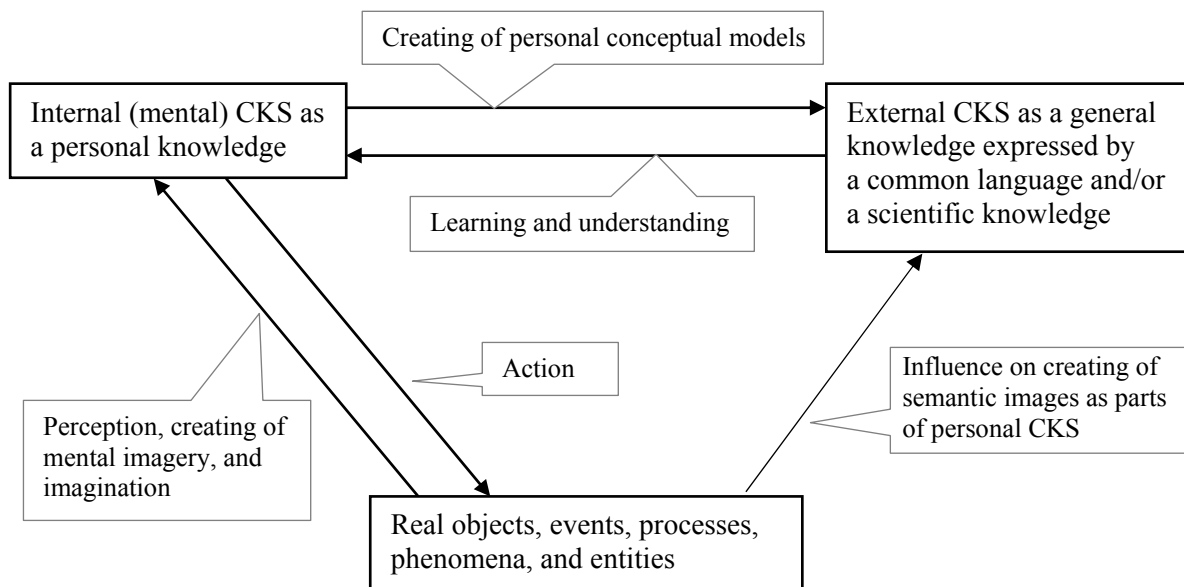 Creating of personal conceptual models
Internal (mental) CKS as
a personal knowledge
External CKS as a general
knowledge expressed by
a common language and/or
a scientific knowledge
Learning and understanding
Action
Influence on creating of
semantic images as parts
of personal CKS
Perception, creating of
mental imagery, and
imagination
Real objects, events, processes,
phenomena, and entities